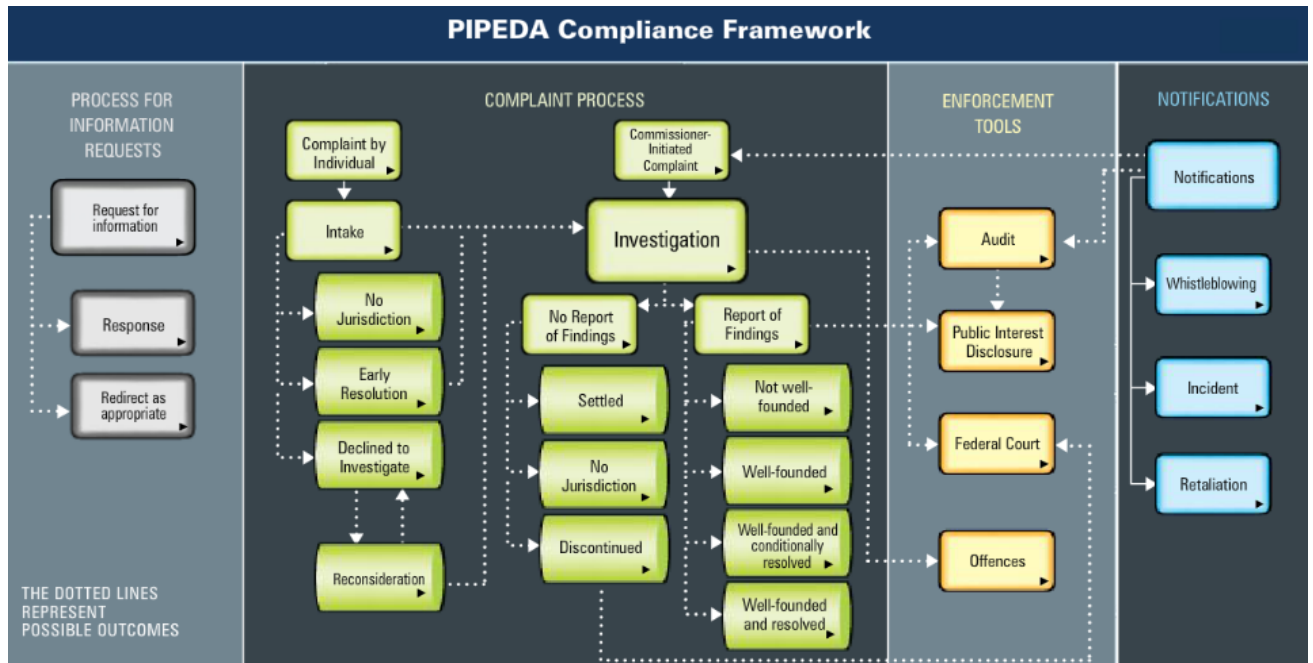 PIPEDA Compliance Framework
PROCESS FOR
INFORMATION
REQUESTS
Request for
information
Response
Redirect as
appropriate
THE DOTTED LINES
REPRESENT
POSSIBLE OUTCOMES
COMPLAINT PROCESS
Complaint by
Individual
Intake
No
Jurisdiction
Early
Resolution
Declined to
Investigate
Reconsideration
Commissioner-
Initiated
Complaint
Investigation
No Report
of Findings
Settled
No
Jurisdiction
Discontinued
Report of
Findings
Not well-
founded
Well-founded
Well-founded and
conditionally
resolved
Well-founded
and resolved
ENFORCEMENT
TOOLS
Audit
Public Interest
Disclosure
Federal Court
Offences
NOTIFICATIONS
Notifications
Whistleblowing
Incident
Retaliation